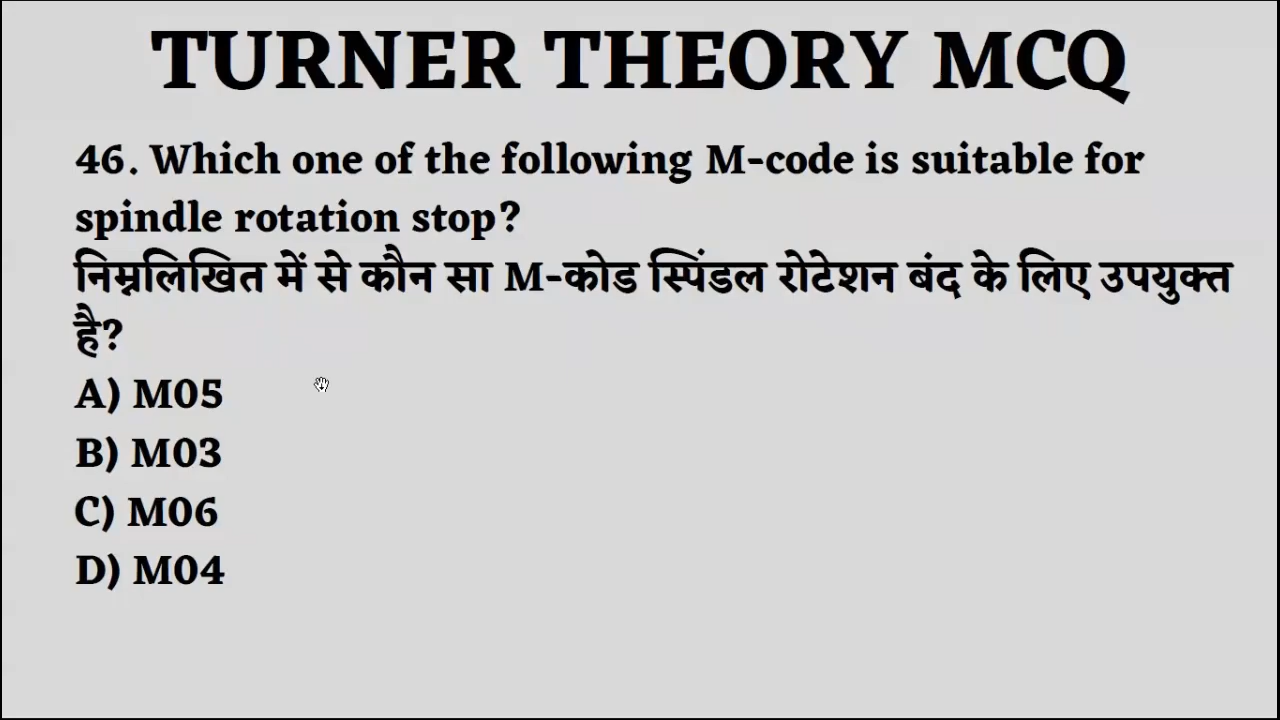 TURNER THEORY MCQ
46. Which one of the following M-code is suitable for
spindle rotation stop?
निम्नलिखित में से कौन सा M-कोड स्पिंडल रोटेशन बंद के लिए उपयुक्त
है?
A) M05
B) M03
C) M06
D) M04